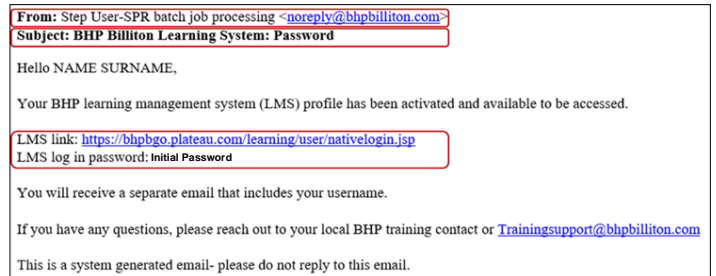 From: Step User-SPR batch job processing <noreply@bhpbilliton.com>
Subject: BHP Billiton Learning System: Password
Hello NAME SURNAME,
Your BHP learning management system (LMS) profile has been activated and available to be accessed.
LMS link: https://bhpbgo.plateau.com/learning/user/nativelogin.jsp
LMS log in password: Initial Password
You will receive a separate email that includes your username.
If you have any questions, please reach out to your local BHP training contact or Trainingsupport@bhpbilliton.com
This is a system generated email- please do not reply to this email.